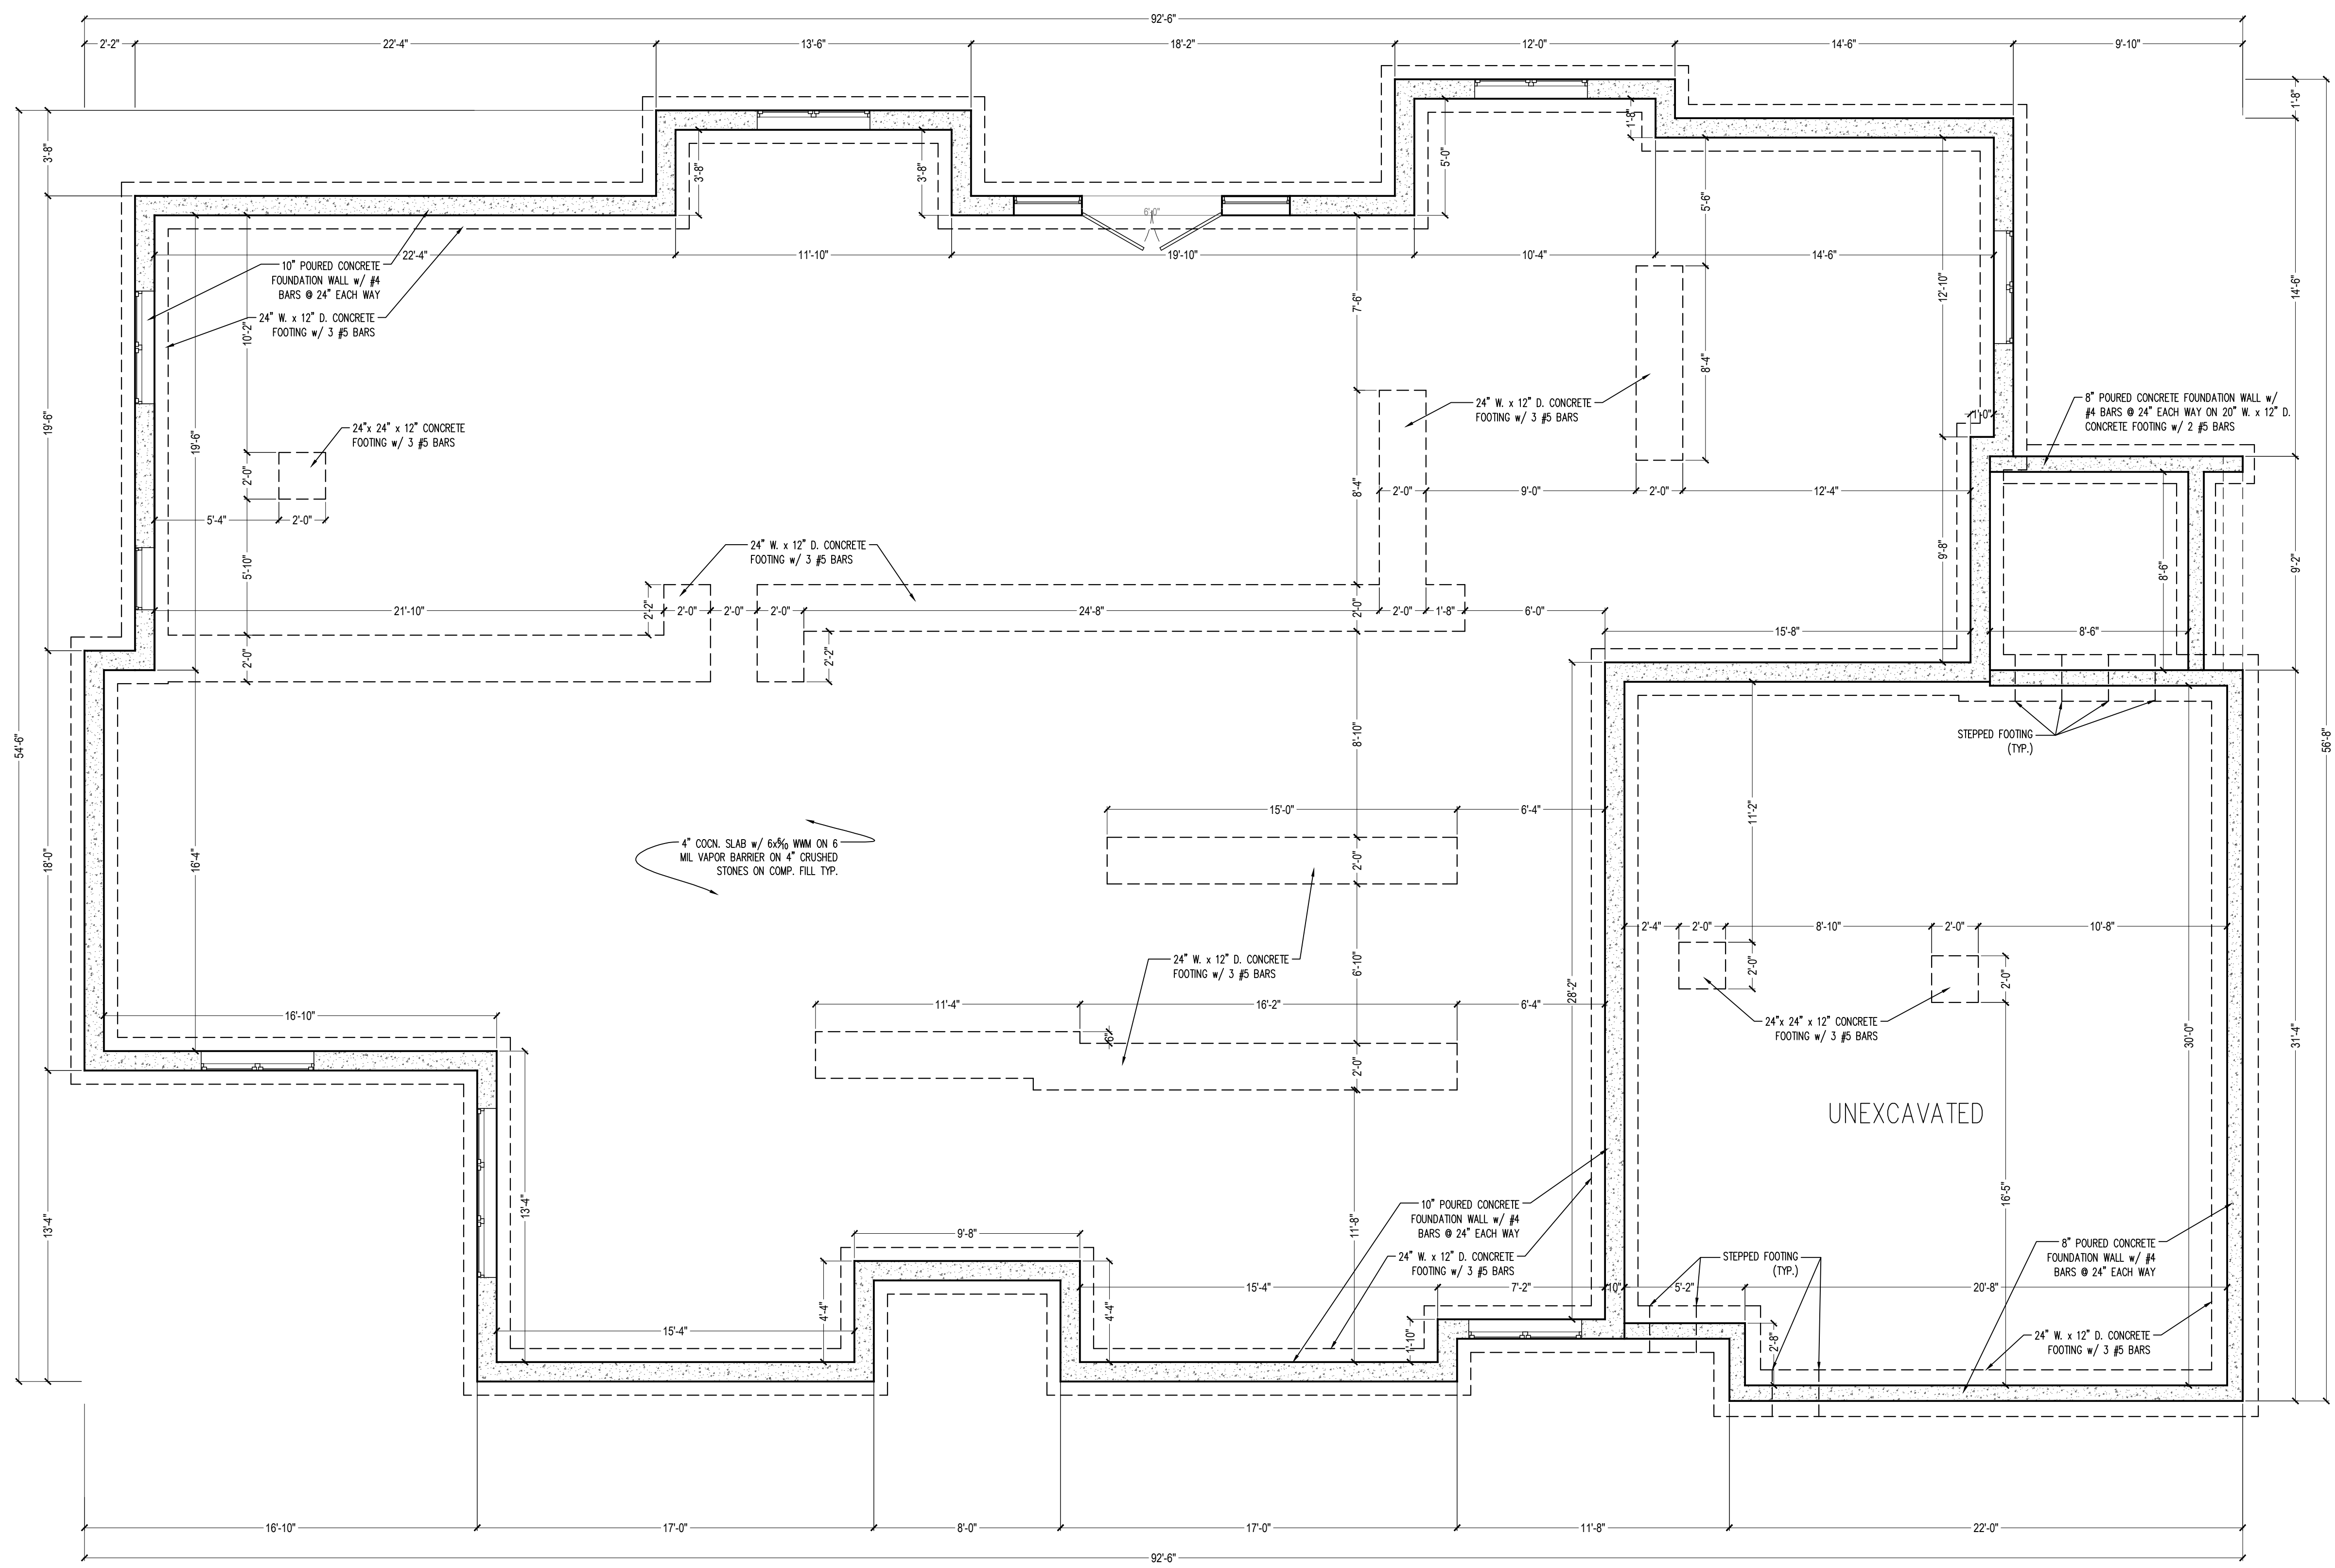 92'-6"
2'-2" 22'-4" 13'-6" 18'-2" 12'-0" 14'-6" 9'-10"
1'-8"
1'-8"
3'-8"
3'-8"
3'-8"
5'-0"
5'-6"
6'-0"
22'-4" 11'-10" 19'-10" 10'-4" 14'-6"
10" POURED CONCRETE
FOUNDATION WALL w/ #4
BARS @ 24" EACH WAY
24" W. x 12" D. CONCRETE
FOOTING w/ 3 #5 BARS
10'-2"
7'-6"
12'-10"
14'-6"
8'-4"
19'-6"
19'-6"
24"x 24" x 12" CONCRETE
FOOTING w/ 3 #5 BARS
24" W. x 12" D. CONCRETE
FOOTING w/ 3 #5 BARS
1'-0"
8" POURED CONCRETE FOUNDATION WALL w/
#4 BARS @ 24" EACH WAY ON 20" W. x 12" D.
CONCRETE FOOTING w/ 2 #5 BARS
2'-0"
8'-4"
2'-0" 9'-0" 2'-0" 12'-4"
5'-4" 2'-0"
5'-10"
24" W. x 12" D. CONCRETE
FOOTING w/ 3 #5 BARS
9'-8"
8'-6"
9'-2"
21'-10" 2'-2" 2'-0" 2'-0" 2'-0" 24'-8" 2'-0" 2'-0" 1'-8" 6'-0"
15'-8" 8'-6"
2'-0"
2'-2"
54'-6"
56'-8"
8'-10"
STEPPED FOOTING
(TYP.)
15'-0" 6'-4"
11'-2"
4" COCN. SLAB w/ 6x6/10/10 WWM ON 6
MIL VAPOR BARRIER ON 4" CRUSHED
STONES ON COMP. FILL TYP.
18'-0"
16'-4"
2'-0"
2'-4" 2'-0" 8'-10" 2'-0" 10'-8"
24" W. x 12" D. CONCRETE
FOOTING w/ 3 #5 BARS
6'-10"
2'-0"
2'-0"
28'-2"
11'-4" 16'-2" 6'-4"
16'-10"
24"x 24" x 12" CONCRETE
FOOTING w/ 3 #5 BARS
6"
30'-0"
31'-4"
2'-0"
UNEXCAVATED
13'-4"
13'-4"
16'-5"
10" POURED CONCRETE
FOUNDATION WALL w/ #4
BARS @ 24" EACH WAY
11'-8"
9'-8"
24" W. x 12" D. CONCRETE
FOOTING w/ 3 #5 BARS
STEPPED FOOTING
(TYP.)
8" POURED CONCRETE
FOUNDATION WALL w/ #4
BARS @ 24" EACH WAY
15'-4" 7'-2" 10" 5'-2" 20'-8"
4'-4"
4'-4"
15'-4"
1'-10"
2'-8"
24" W. x 12" D. CONCRETE
FOOTING w/ 3 #5 BARS
16'-10" 17'-0" 8'-0" 17'-0" 11'-8" 22'-0"
92'-6"